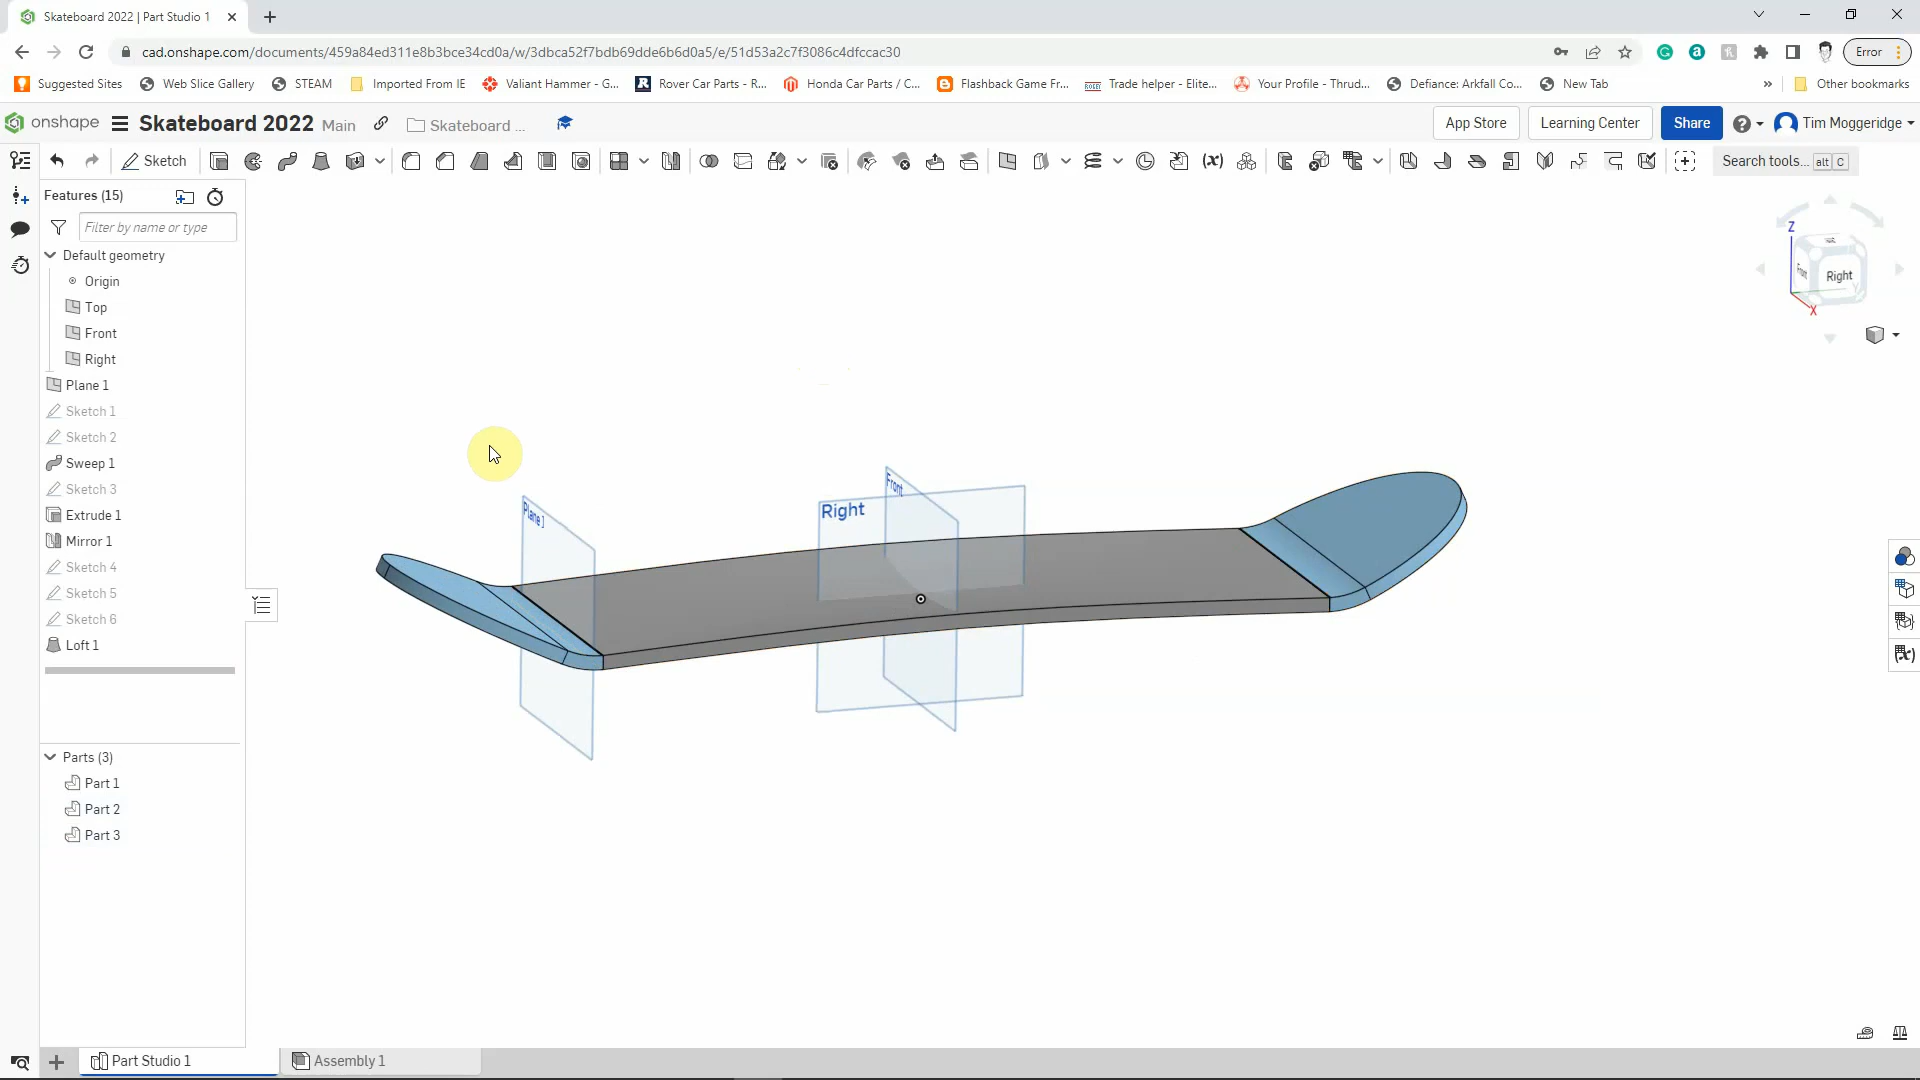 Skateboard 2022 | Part Studio 1
cad.onshape.com/documents/459a84ed311e8b3bce34cd0a/w/3dbca52f7bdb69dde6b6d0a5/e/51d53a2c7f3086c4dfccac30
Error
Suggested Sites
Web Slice Gallery
STEAM
Imported From IE
Valiant Hammer - G...
Rover Car Parts - R...
Honda Car Parts / C...
Flashback Game Fr...
Trade helper - Elite...
Your Profile - Thrud...
Defiance: Arkfall Co...
New Tab
»
Other bookmarks
onshape
Skateboard 2022
Main
Skateboard ...
App Store
Learning Center
Share
Tim Moggeridge
Sketch
Search tools... alt C
Features (15)
Filter by name or type
Default geometry
Origin
Top
Front
Right
Plane 1
Sketch 1
Sketch 2
Sweep 1
Sketch 3
Extrude 1
Mirror 1
Sketch 4
Sketch 5
Sketch 6
Loft 1
Parts (3)
Part 1
Part 2
Part 3
Plane 1
Right
Front
Z
Front
Right
Y
X
Part Studio 1
Assembly 1